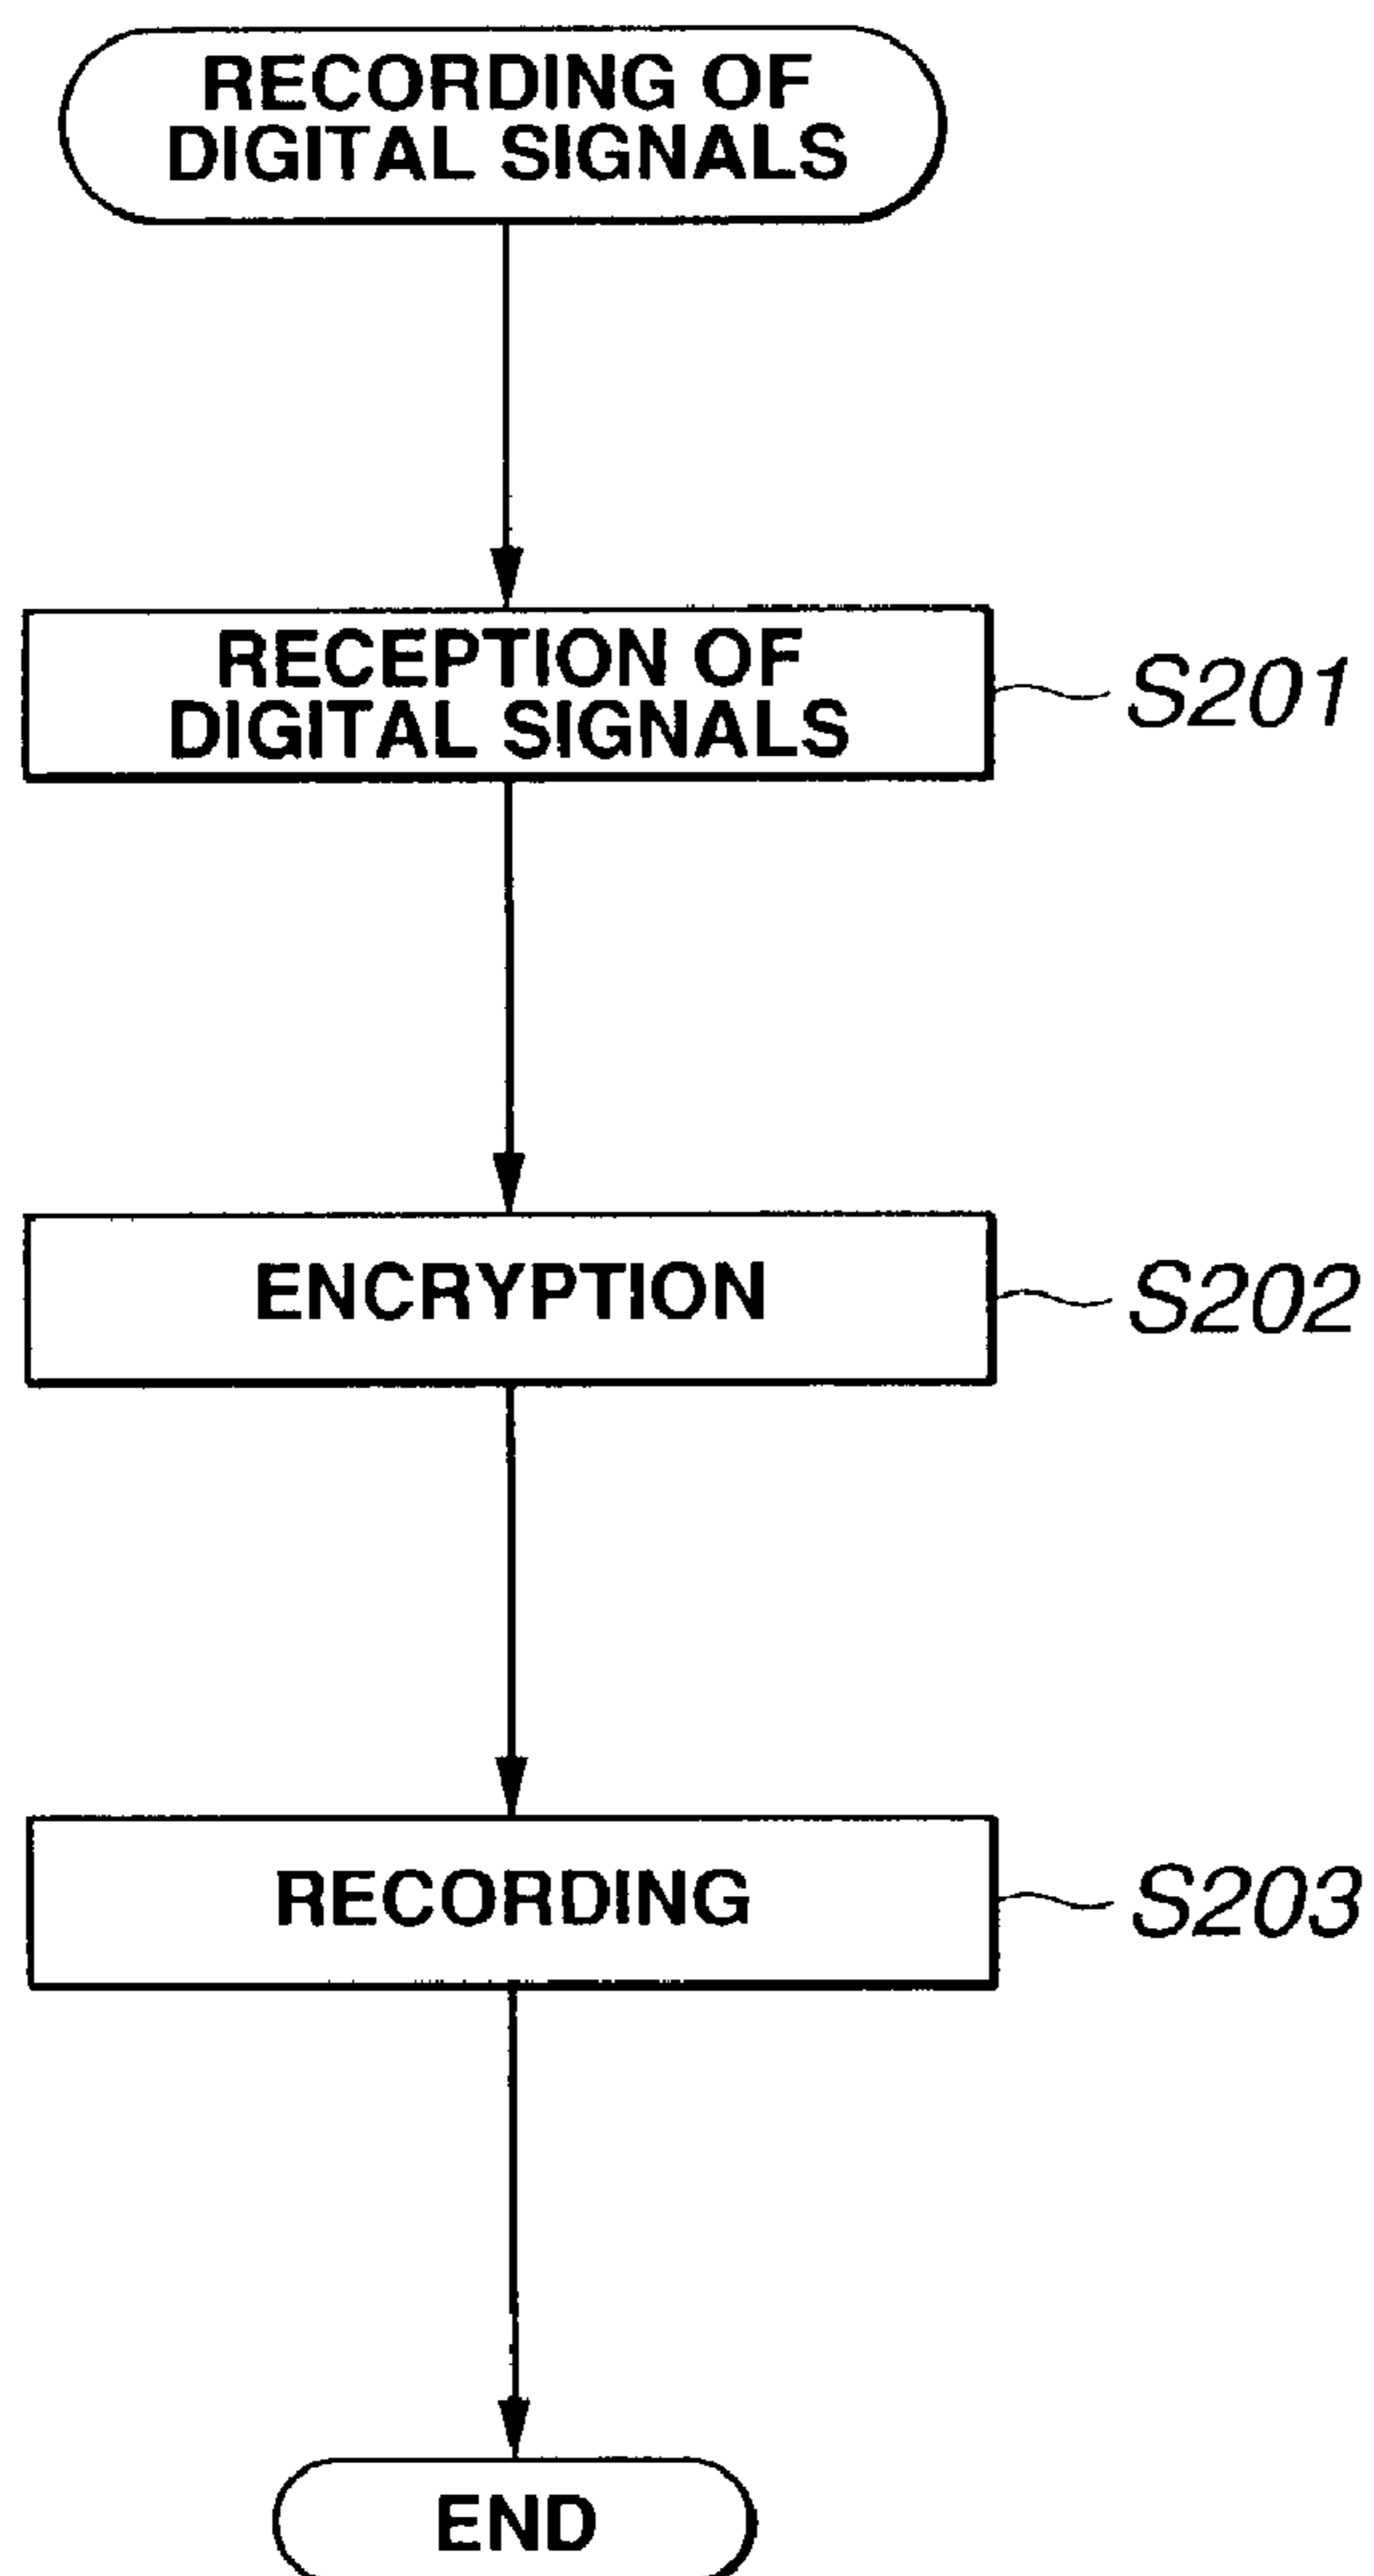 RECORDING OF
DIGITAL SIGNALS
RECEPTION OF
DIGITAL SIGNALS
S201
ENCRYPTION
S202
RECORDING
S203
END